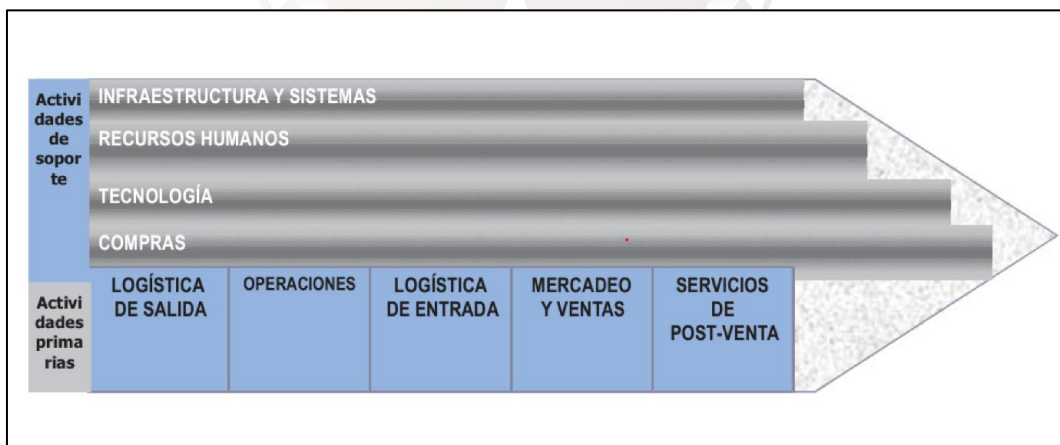 Activi
dades
de
sopor
te
INFRAESTRUCTURA Y SISTEMAS
RECURSOS HUMANOS
TECNOLOGÍA
COMPRAS
Activi
dades
prima
rias
LOGÍSTICA
DE SALIDA
OPERACIONES
LOGÍSTICA
DE ENTRADA
MERCADEO
Y VENTAS
SERVICIOS
DE
POST-VENTA